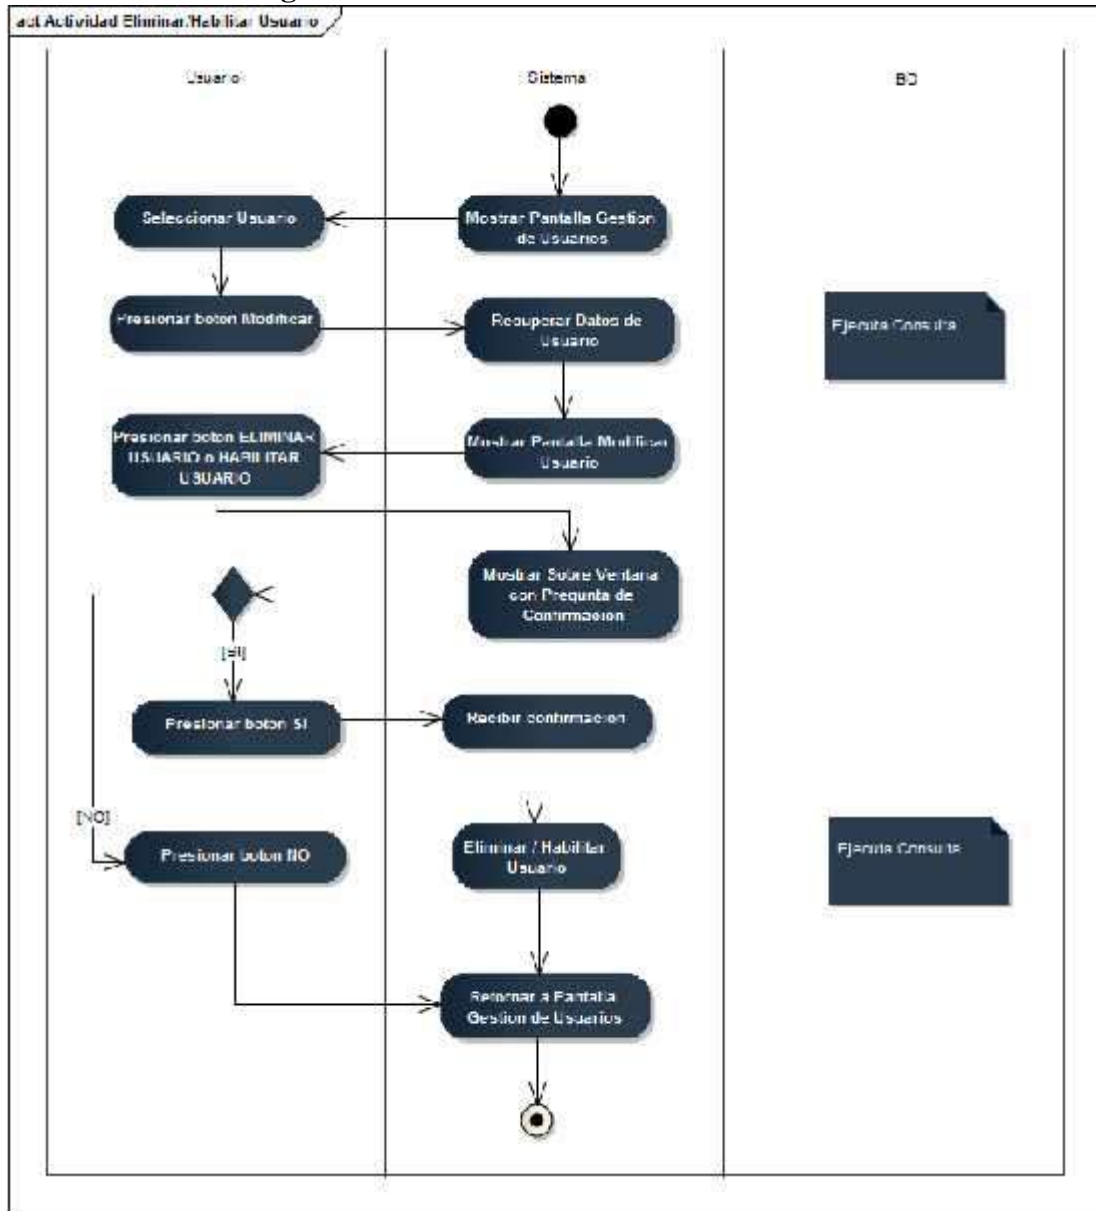 act Actividad Eliminar/Habilitar Usuario
Usuario
Sistema
BD
Seleccionar Usuario
Mostrar Pantalla Gestion
de Usuarios
Presionar boton Modificar
Recuperar Datos de
Usuario
Ejecuta Consulta
Presionar boton ELIMINAR
USUARIO o HABILITAR
USUARIO
Mostrar Pantalla Modificar
Usuario
Mostrar Sobre Ventana
con Pregunta de
Confirmacion
[SI]
Presionar boton SI
Recibir confirmacion
[NO]
Presionar boton NO
Eliminar / Habilitar
Usuario
Ejecuta Consulta
Retornar a Pantalla
Gestion de Usuarios